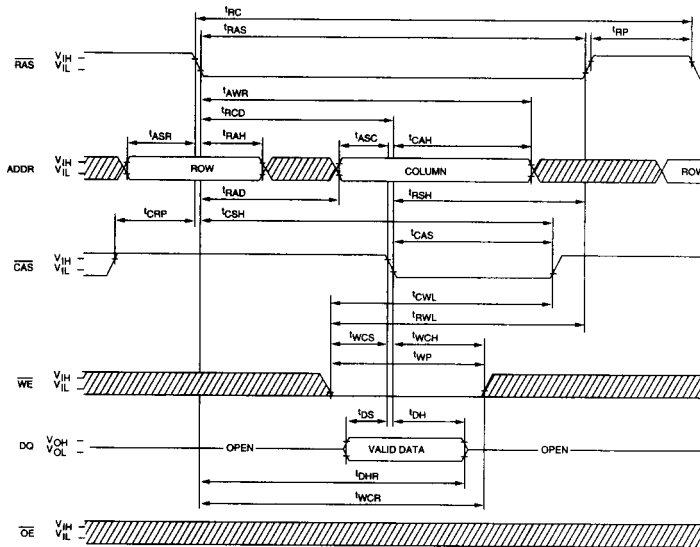 tRC
tRAS
tRP
RAS VIH
VIL
tAWR
tRCD
tASR tRAH tASC tCAH
ADDR VIH
VIL
ROW COLUMN ROW
tRAD tRSH
tCRP tCSH
tCAS
CAS VIH
VIL
tCWL
tRWL
tWCS tWCH
tWP
WE VIH
VIL
tDS tDH
DQ VOH
VOL
OPEN VALID DATA OPEN
tDHR
tWCR
OE VIH
VIL